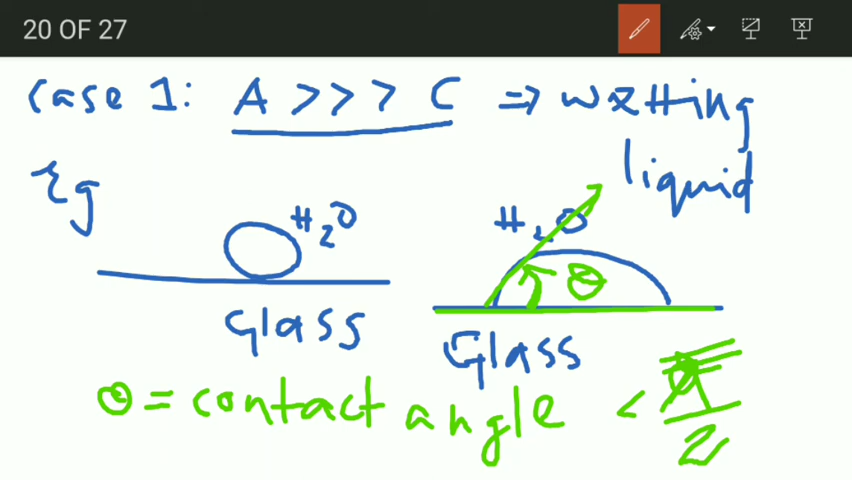 20 OF 27
Case 1: A >>> C ⇒ wetting
liquid
Eg
H2O
H2O
θ
Glass
Glass
θ = contact angle < π/2